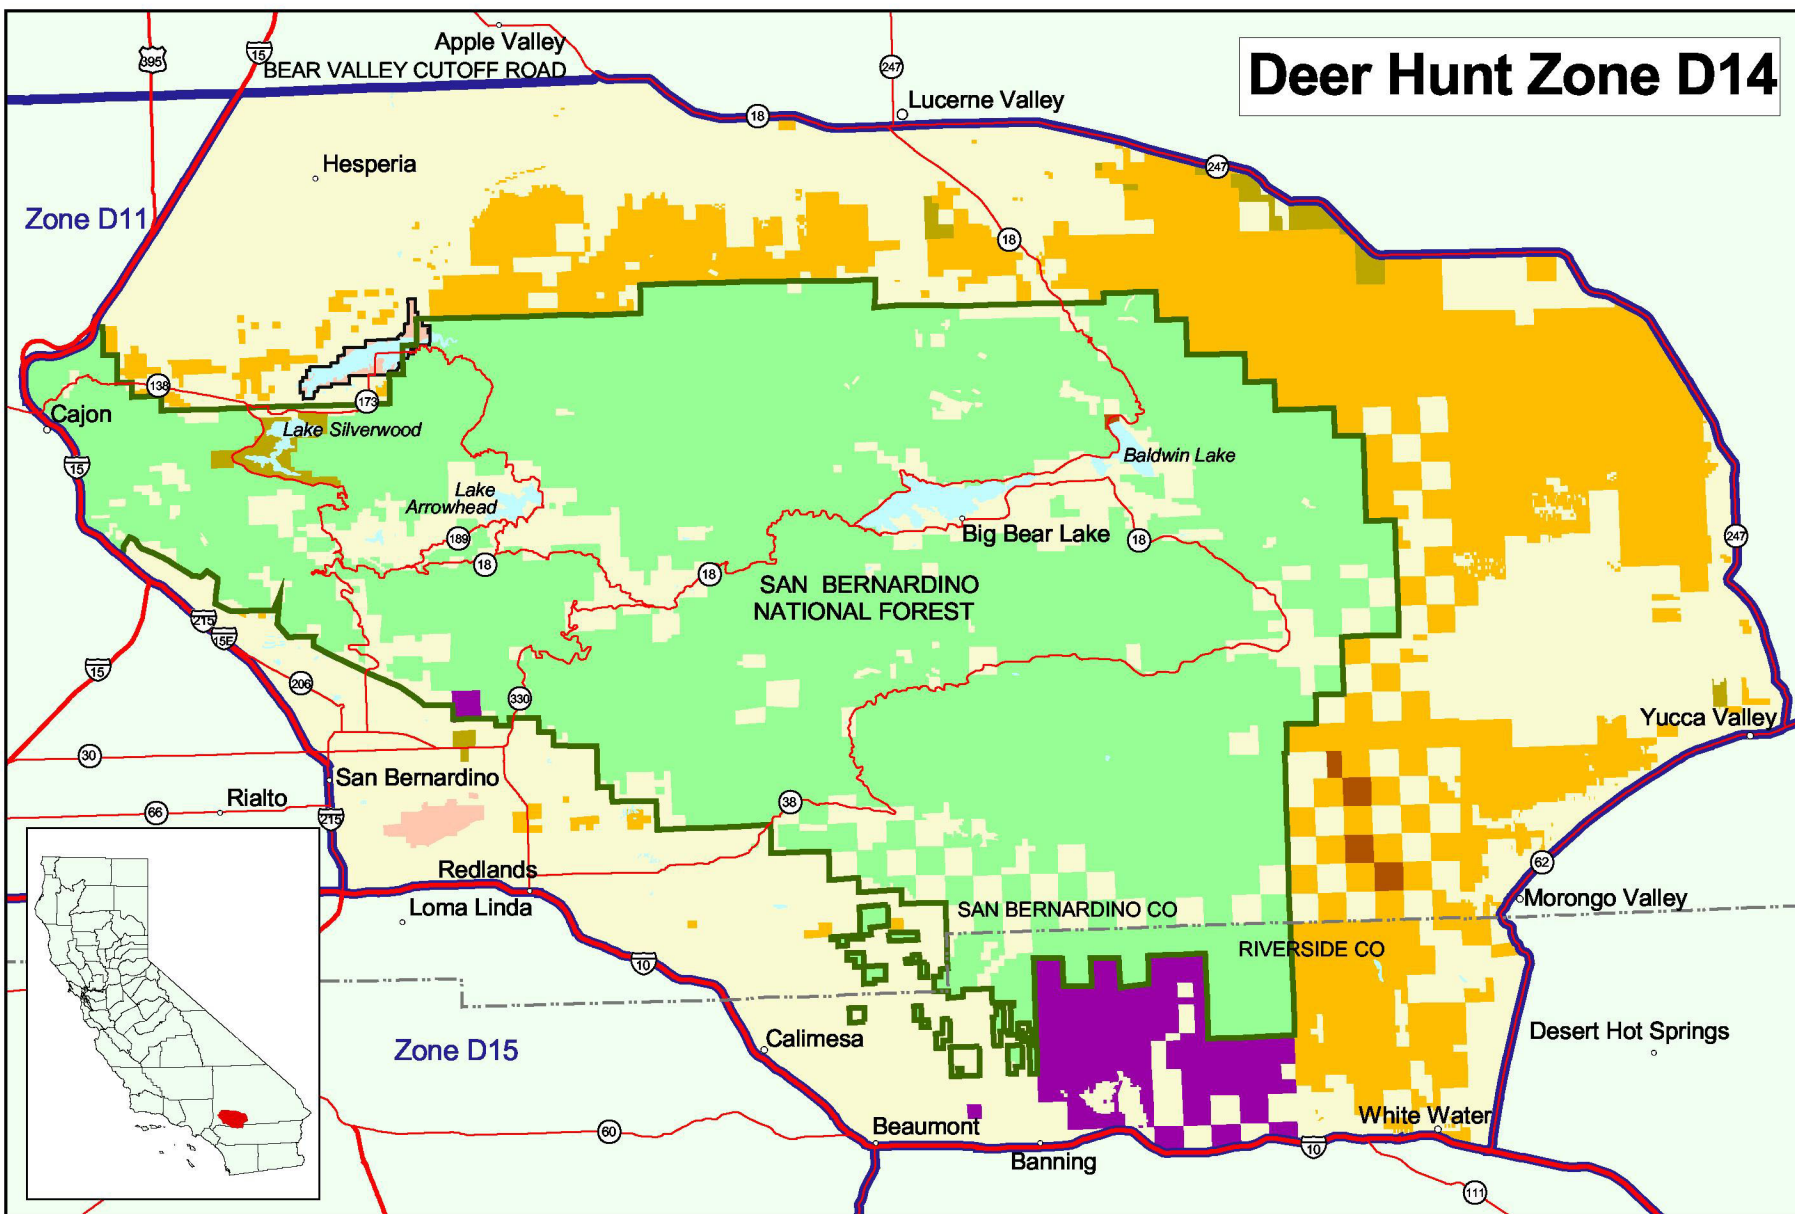 Deer Hunt Zone D14
Apple Valley
BEAR VALLEY CUTOFF ROAD
395
15
247
18
Lucerne Valley
247
Hesperia
Zone D11
18
138
173
Cajon
Lake Silverwood
15
Lake
Arrowhead
Baldwin Lake
Big Bear Lake
189
18
18
18
247
SAN BERNARDINO
NATIONAL FOREST
215
15E
15
206
330
Yucca Valley
30
San Bernardino
Rialto
66
215
38
62
Redlands
Loma Linda
SAN BERNARDINO CO
Morongo Valley
RIVERSIDE CO
10
Zone D15
Calimesa
Desert Hot Springs
60
Beaumont
Banning
White Water
10
111